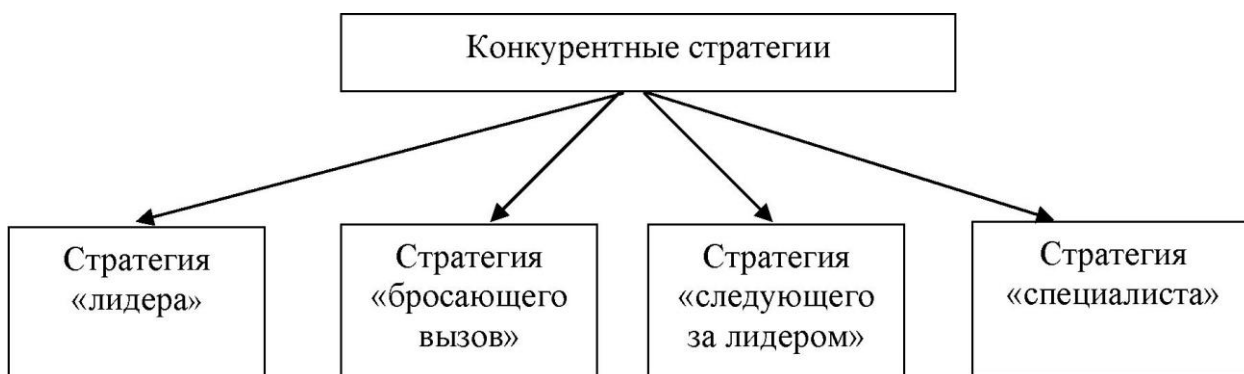 Конкурентные стратегии
Стратегия
«лидера»
Стратегия
«бросающего
вызов»
Стратегия
«следующего
за лидером»
Стратегия
«специалиста»